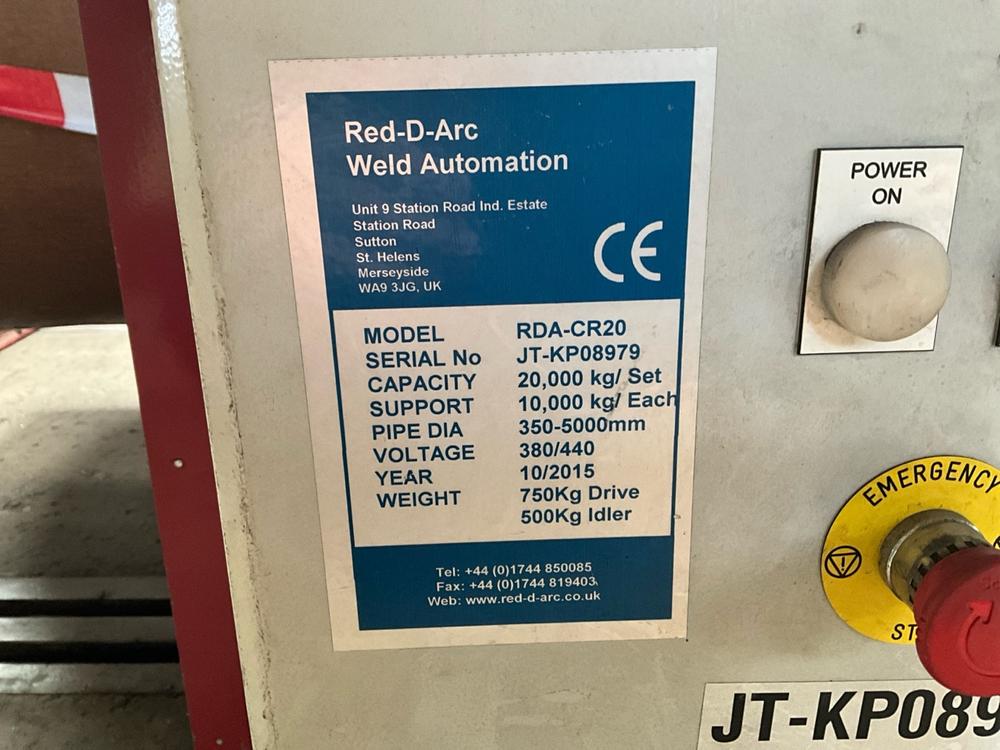 Red-D-Arc
Weld Automation
Unit 9 Station Road Ind. Estate
Station Road
Sutton
St. Helens
Merseyside
WA9 3JG, UK
CE
MODEL RDA-CR20
SERIAL No JT-KP08979
CAPACITY 20,000 kg/ Set
SUPPORT 10,000 kg/ Each
PIPE DIA 350-5000mm
VOLTAGE 380/440
YEAR 10/2015
WEIGHT 750Kg Drive
500Kg Idler
Tel: +44 (0)1744 850085
Fax: +44 (0)1744 819403
Web: www.red-d-arc.co.uk
POWER
ON
EMERGENCY
ST
JT-KP089